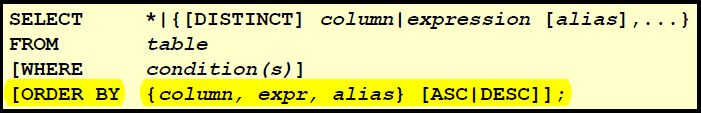 SELECT *|{[DISTINCT] column|expression [alias],...}
FROM table
[WHERE condition(s)]
[ORDER BY {column, expr, alias} [ASC|DESC]];